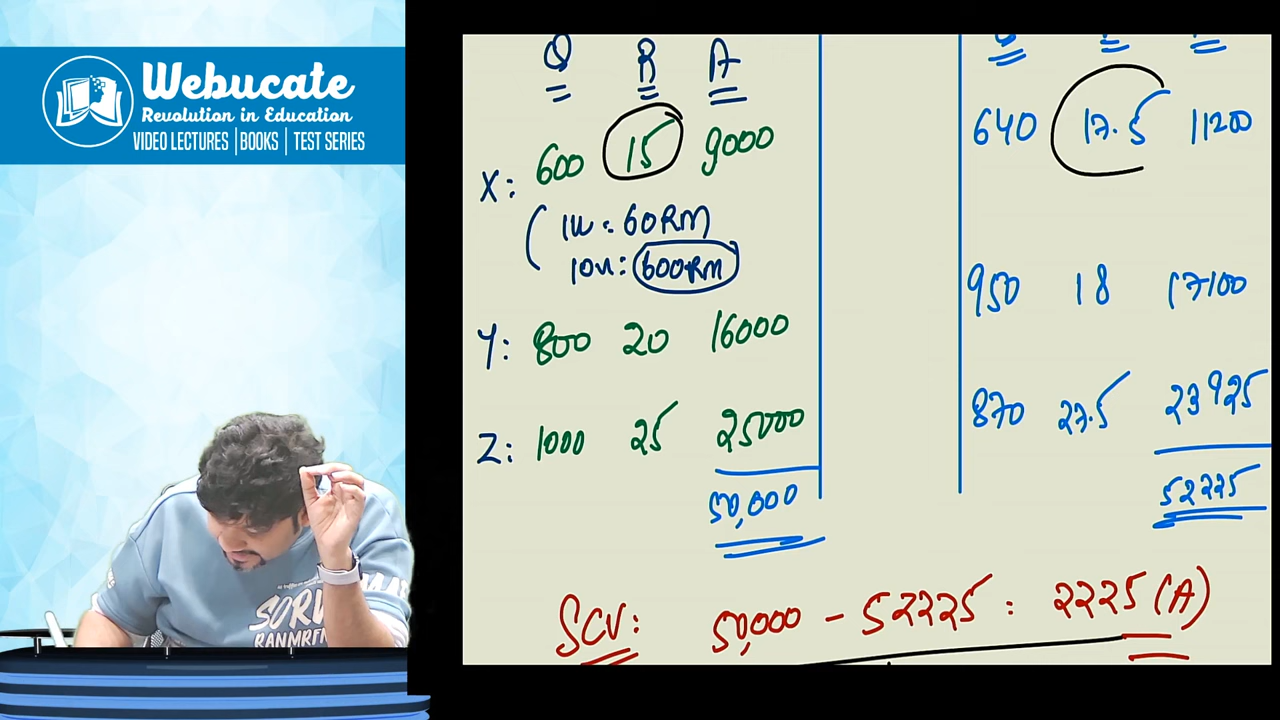 Webucate
Revolution in Education
VIDEO LECTURES | BOOKS | TEST SERIES
Q R A
X: 600 15 9000
640 17.5 11200
1u = 60RM
10u: 600RM
950 18 17100
Y: 800 20 16000
870 27.5 23925
Z: 1000 25 25000
50,000
52225
SCV: 50,000 - 52225 : 2225 (A)